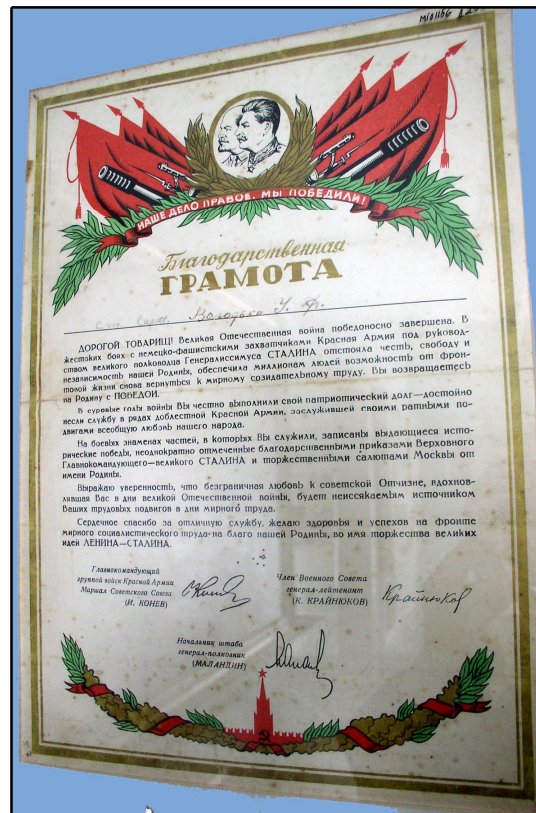 М101156
НАШЕ ДЕЛО ПРАВОЕ. МЫ ПОБЕДИЛИ!
Благодарственная
ГРАМОТА
ст. серж. Володько У. Ф.
ДОРОГОЙ ТОВАРИЩ! Великая Отечественная война победоносно завершена. В
жестоких боях с немецко-фашистскими захватчиками Красная Армия под руковод-
ством великого полководца Генералиссимуса СТАЛИНА отстояла честь, свободу и
независимость нашей Родины, обеспечила миллионам людей возможность от фрон-
товой жизни снова вернуться к мирному созидательному труду. Вы возвращаетесь
на Родину с ПОБЕДОЙ.
В суровые годы войны Вы честно выполнили свой патриотический долг—достойно
несли службу в рядах доблестной Красной Армии, заслужившей своими ратными по-
двигами всеобщую любовь нашего народа.
На боевых знаменах частей, в которых Вы служили, записаны выдающиеся исто-
рические победы, неоднократно отмеченные благодарственными приказами Верховного
Главнокомандующего—великого СТАЛИНА и торжественными салютами Москвы от
имени Родины.
Выражаю уверенность, что безграничная любовь к советской Отчизне, вдохнов-
лявшая Вас в дни великой Отечественной войны, будет неиссякаемым источником
Ваших трудовых подвигов в дни мирного труда.
Сердечное спасибо за отличную службу, желаю здоровья и успехов на фронте
мирного социалистического труда на благо нашей Родины, во имя торжества великих
идей ЛЕНИНА—СТАЛИНА.
Главнокомандующий
группой войск Красной Армии
Маршал Советского Союза
(И. КОНЕВ)
Член Военного Совета
генерал-лейтенант
(К. КРАЙНЮКОВ)
Крайнюков
Начальник штаба
генерал-полковник
(МАЛАНДИН)